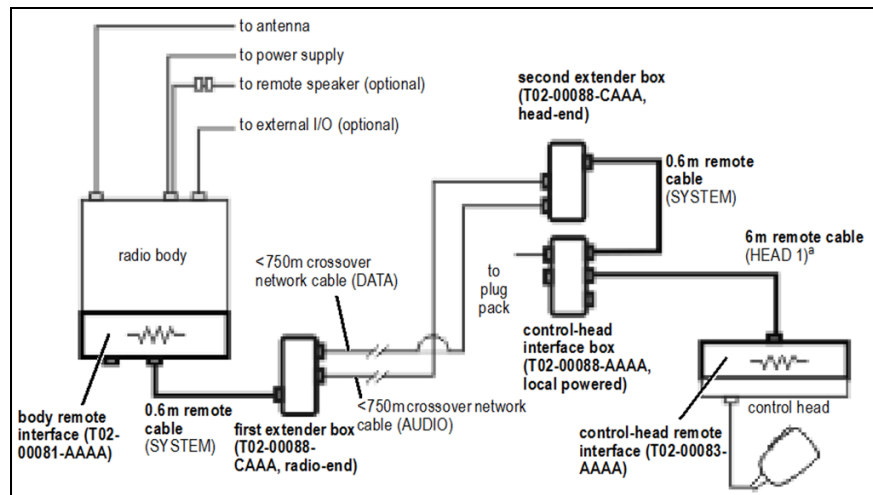 to antenna
to power supply
to remote speaker (optional)
to external I/O (optional)
second extender box
(T02-00088-CAAA,
head-end)
0.6m remote
cable
(SYSTEM)
radio body
<750m crossover
network cable (DATA)
to
plug
pack
6m remote cable
(HEAD 1)a
control-head
interface box
(T02-00088-AAAA,
local powered)
body remote
interface (T02-
00081-AAAA)
0.6m remote
cable
(SYSTEM)
first extender box
(T02-00088-
CAAA, radio-end)
<750m crossover network
cable (AUDIO)
control head
control-head remote
interface (T02-00083-
AAAA)